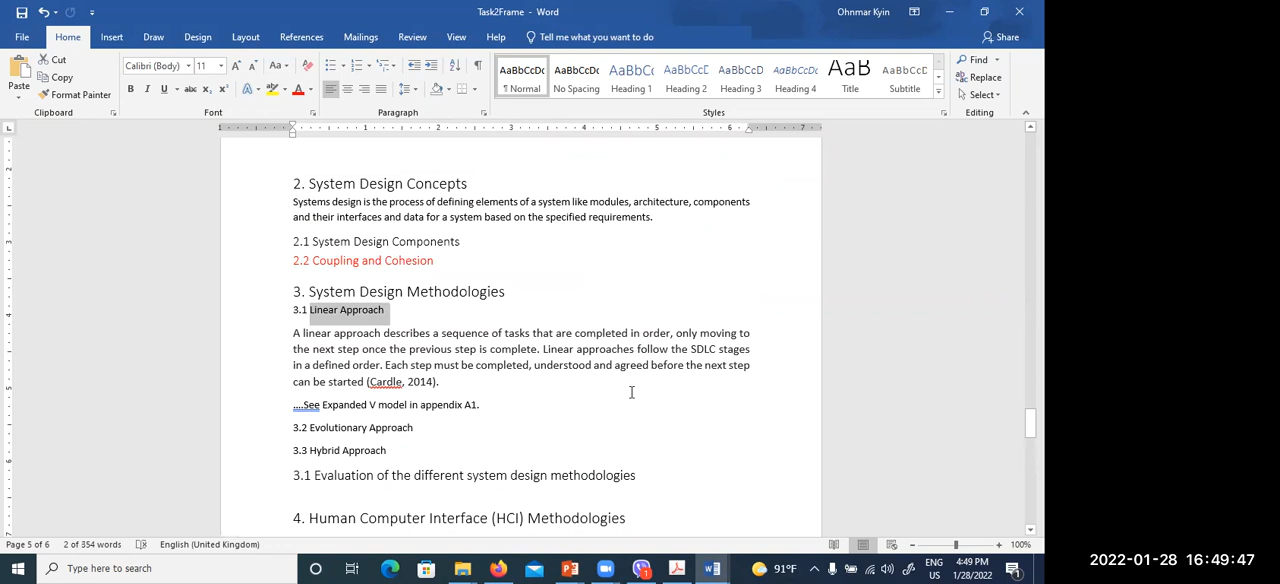 Task2Frame - Word
Ohnmar Kyin
File Home Insert Draw Design Layout References Mailings Review View Help Tell me what you want to do Share
Paste
Cut
Copy
Format Painter
Clipboard
Calibri (Body) 11
Font
Paragraph
AaBbCcDc AaBbCcDc AaBbC( AaBbCcD AaBbCcD AaBbCcDc AaB AaBbCcD
¶ Normal No Spacing Heading 1 Heading 2 Heading 3 Heading 4 Title Subtitle
Styles
Find
Replace
Select
Editing
2. System Design Concepts
Systems design is the process of defining elements of a system like modules, architecture, components
and their interfaces and data for a system based on the specified requirements.
2.1 System Design Components
2.2 Coupling and Cohesion
3. System Design Methodologies
3.1 Linear Approach
A linear approach describes a sequence of tasks that are completed in order, only moving to
the next step once the previous step is complete. Linear approaches follow the SDLC stages
in a defined order. Each step must be completed, understood and agreed before the next step
can be started (Cardle, 2014).
....See Expanded V model in appendix A1.
3.2 Evolutionary Approach
3.3 Hybrid Approach
3.1 Evaluation of the different system design methodologies
4. Human Computer Interface (HCI) Methodologies
Page 5 of 6 2 of 354 words English (United Kingdom) 100%
Type here to search
91°F
ENG
US
4:49 PM
1/28/2022
2022-01-28 16:49:47